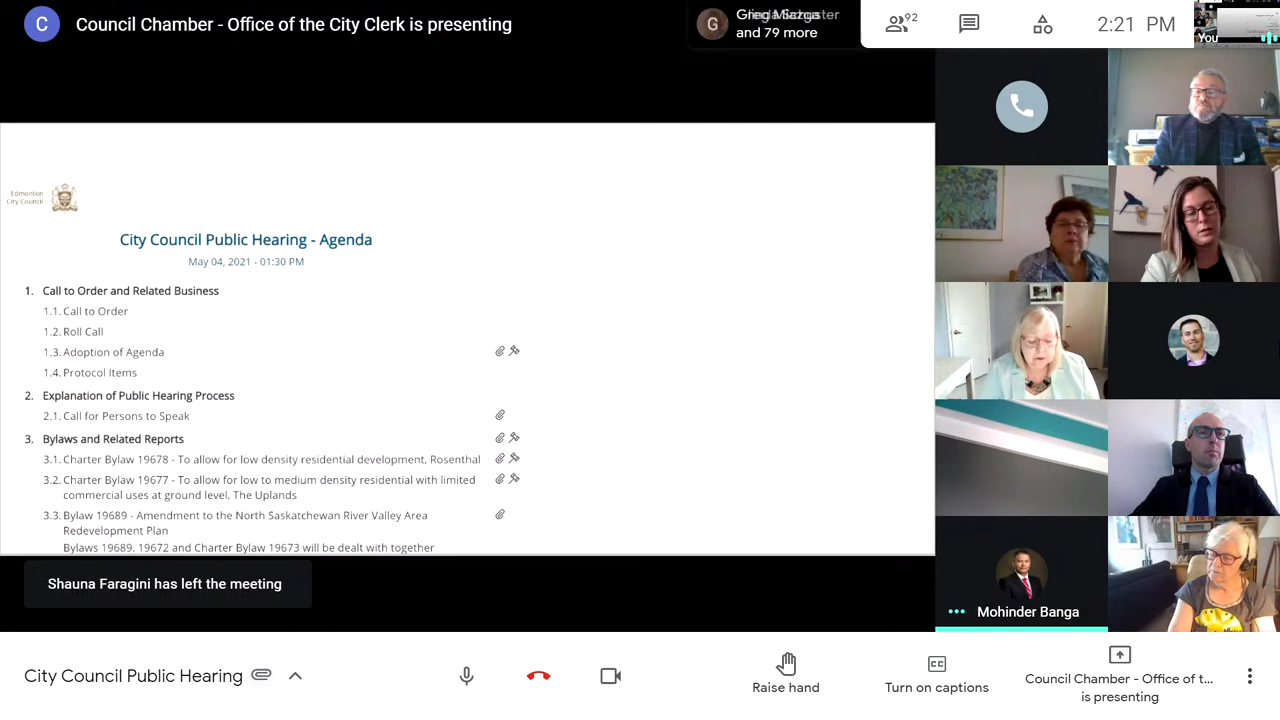 C Council Chamber - Office of the City Clerk is presenting
G
and 79 more
92
2:21 PM
You
Edmonton
City Council
City Council Public Hearing - Agenda
May 04, 2021 - 01:30 PM
1. Call to Order and Related Business
1.1. Call to Order
1.2. Roll Call
1.3. Adoption of Agenda
1.4. Protocol Items
2. Explanation of Public Hearing Process
2.1. Call for Persons to Speak
3. Bylaws and Related Reports
3.1. Charter Bylaw 19678 - To allow for low density residential development, Rosenthal
3.2. Charter Bylaw 19677 - To allow for low to medium density residential with limited
commercial uses at ground level, The Uplands
3.3. Bylaw 19689 - Amendment to the North Saskatchewan River Valley Area
Redevelopment Plan
Bylaws 19689, 19672 and Charter Bylaw 19673 will be dealt with together
Shauna Faragini has left the meeting
Mohinder Banga
City Council Public Hearing
Raise hand
CC
Turn on captions
Council Chamber - Office of t...
is presenting